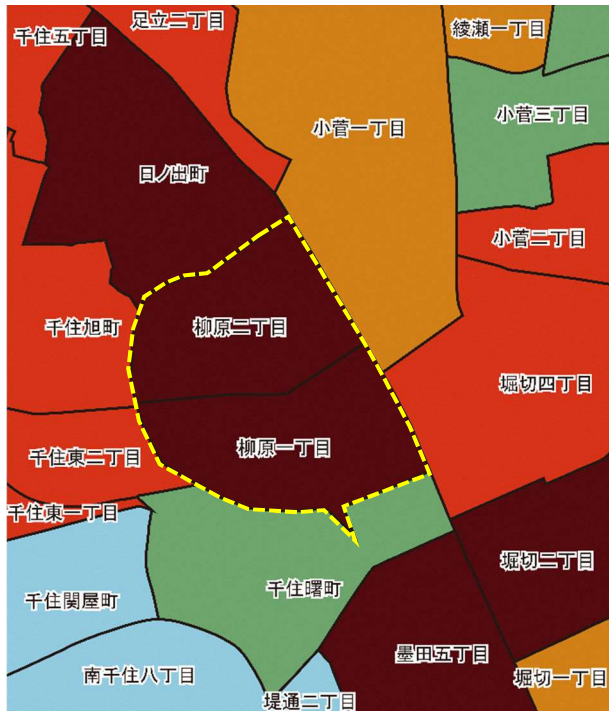 足立二丁目
千住五丁目
綾瀬一丁目
小菅三丁目
小菅一丁目
日ノ出町
小菅二丁目
千住旭町
柳原二丁目
堀切四丁目
柳原一丁目
千住東二丁目
千住東一丁目
堀切二丁目
千住曙町
千住関屋町
墨田五丁目
南千住八丁目
堀切一丁目
堤通二丁目